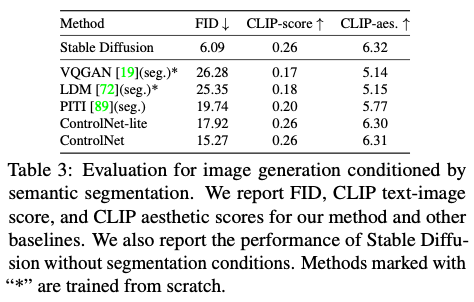 Method FID ↓ CLIP-score ↑ CLIP-aes. ↑
Stable Diffusion 6.09 0.26 6.32
VQGAN [19](seg.)* 26.28 0.17 5.14
LDM [72](seg.)* 25.35 0.18 5.15
PITI [89](seg.) 19.74 0.20 5.77
ControlNet-lite 17.92 0.26 6.30
ControlNet 15.27 0.26 6.31
Table 3: Evaluation for image generation conditioned by
semantic segmentation. We report FID, CLIP text-image
score, and CLIP aesthetic scores for our method and other
baselines. We also report the performance of Stable Diffu-
sion without segmentation conditions. Methods marked with
“*” are trained from scratch.